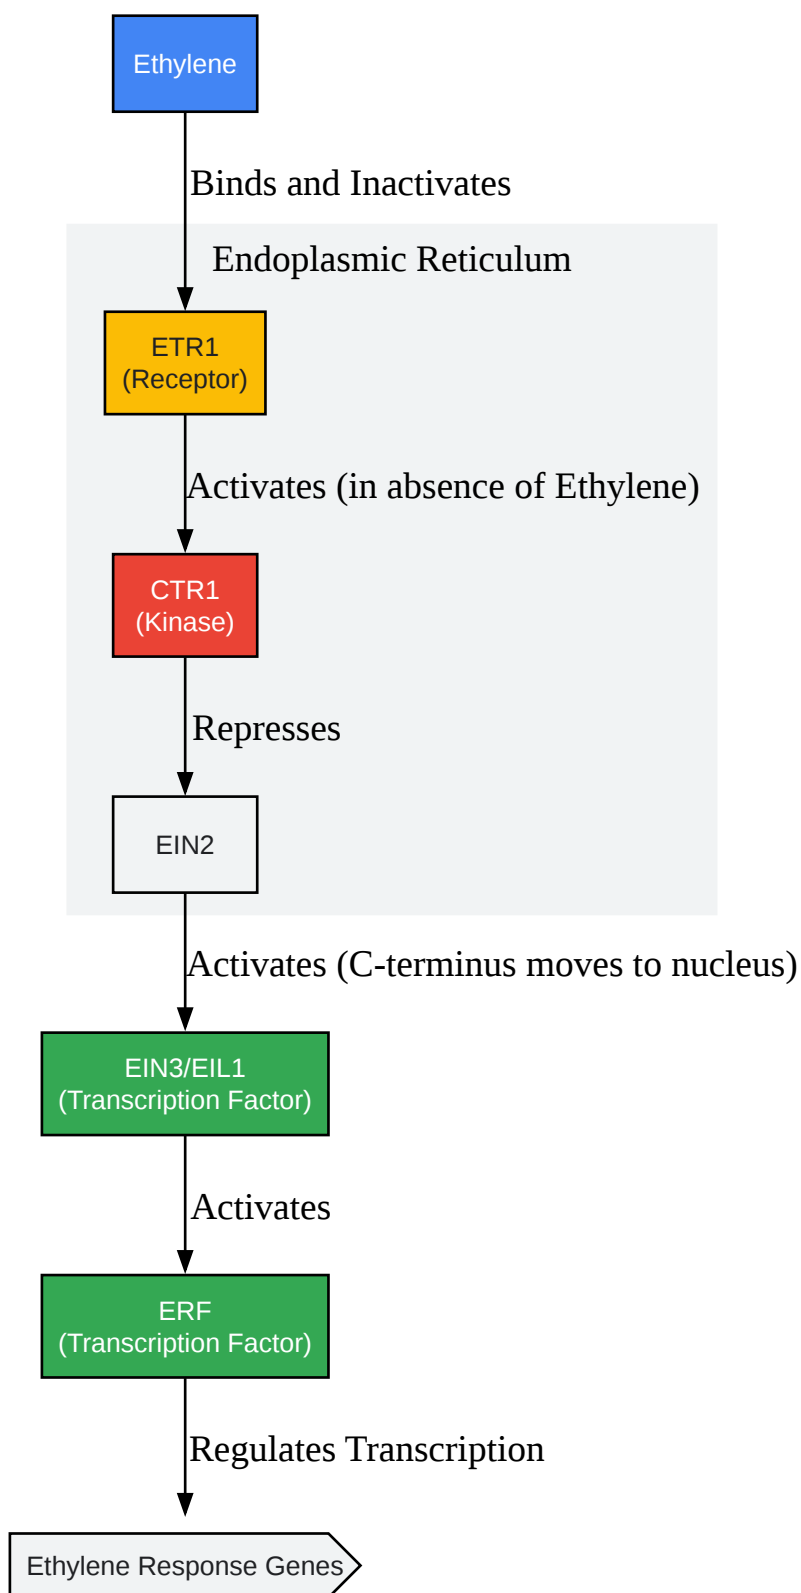 Ethylene
Binds and Inactivates
Endoplasmic Reticulum
ETR1
(Receptor)
Activates (in absence of Ethylene)
CTR1
(Kinase)
Represses
EIN2
Activates (C-terminus moves to nucleus)
EIN3/EIL1
(Transcription Factor)
Activates
ERF
(Transcription Factor)
Regulates Transcription
Ethylene Response Genes